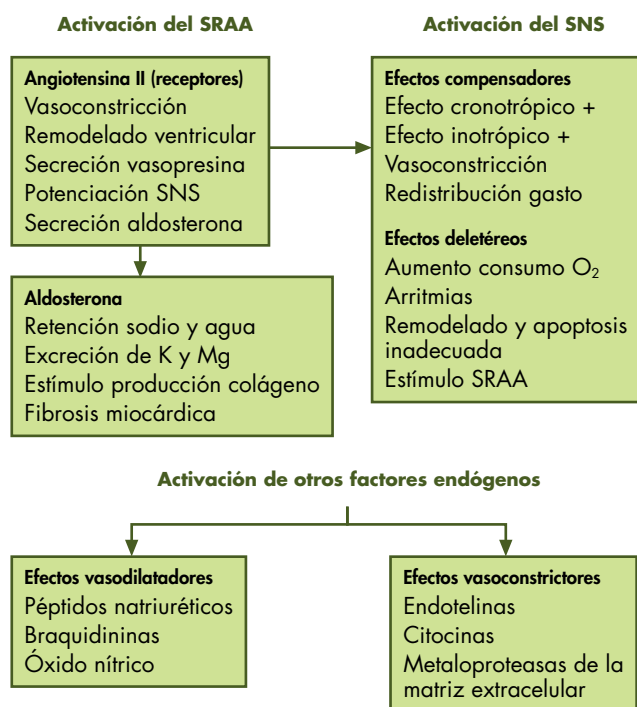 Activación del SRAA
Angiotensina II (receptores)
Vasoconstricción
Remodelado ventricular
Secreción vasopresina
Potenciación SNS
Secreción aldosterona
Aldosterona
Retención sodio y agua
Excreción de K y Mg
Estímulo producción colágeno
Fibrosis miocárdica
Activación del SNS
Efectos compensadores
Efecto cronotrópico +
Efecto inotrópico +
Vasoconstricción
Redistribución gasto
Efectos deletéreos
Aumento consumo O₂
Arritmias
Remodelado y apoptosis
inadecuada
Estímulo SRAA
Activación de otros factores endógenos
Efectos vasodilatadores
Péptidos natriuréticos
Braquidininas
Óxido nítrico
Efectos vasoconstrictores
Endotelinas
Citocinas
Metaloproteasas de la
matriz extracelular